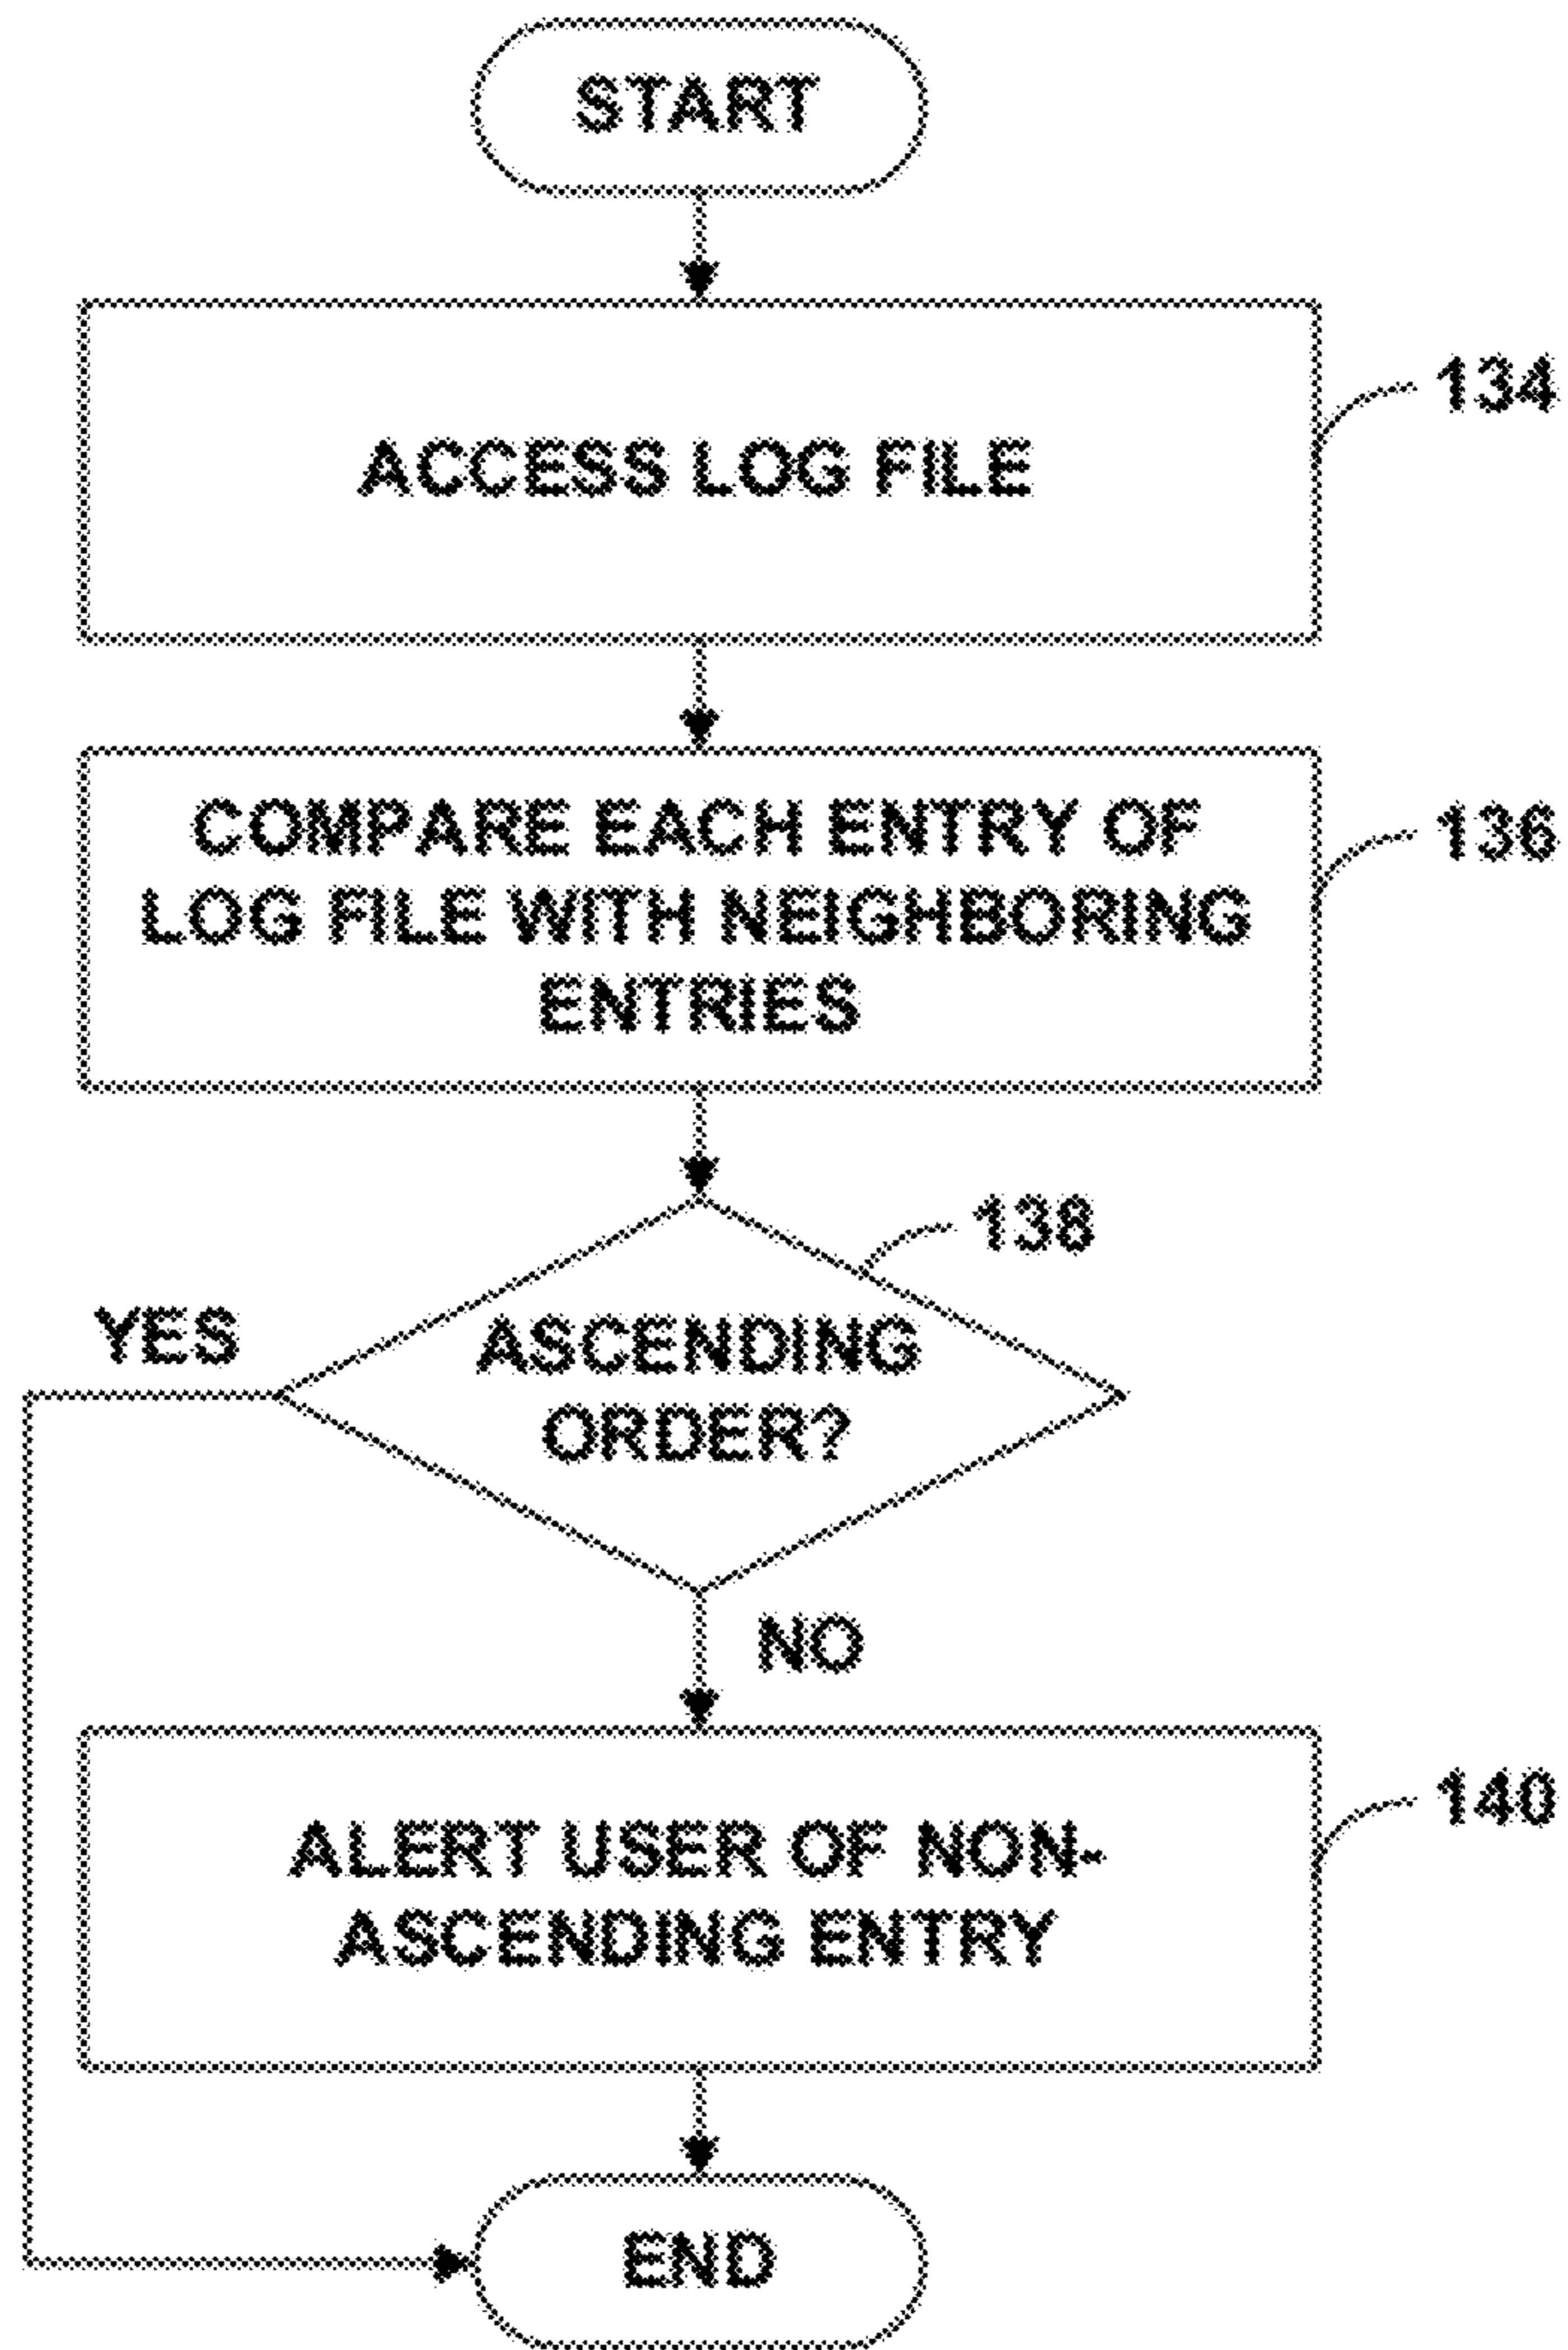 START
ACCESS LOG FILE
134
COMPARE EACH ENTRY OF
LOG FILE WITH NEIGHBORING
ENTRIES
136
138
YES
ASCENDING
ORDER?
NO
ALERT USER OF NON-
ASCENDING ENTRY
140
END